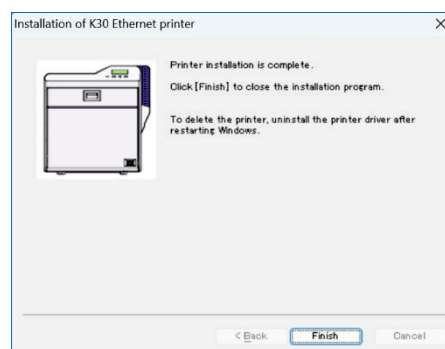 Installation of K30 Ethernet printer
Printer installation is complete.
Click [Finish] to close the installation program.
To delete the printer, uninstall the printer driver after
restarting Windows.
< Back
Finish
Cancel